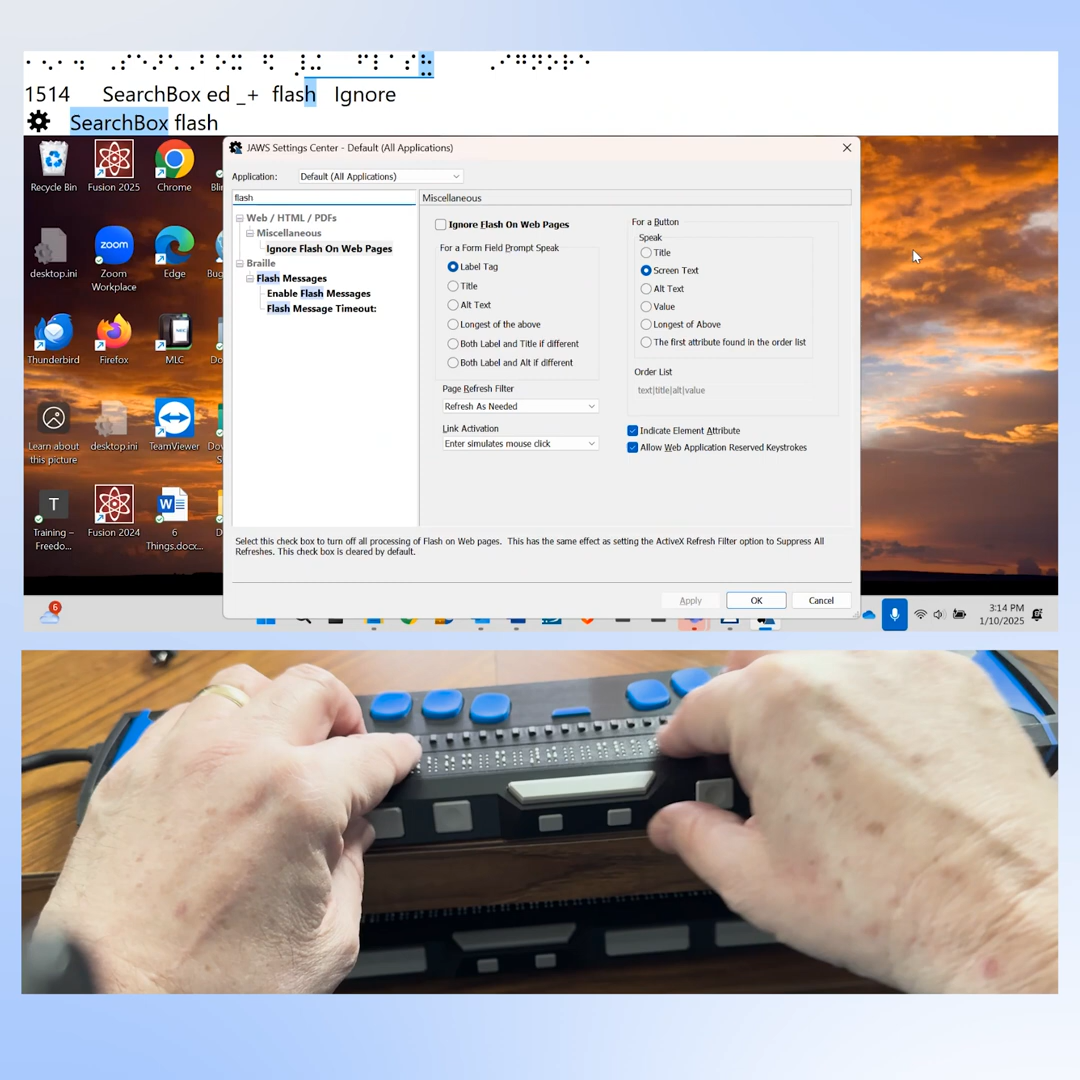 1514 SearchBox ed _+ flash Ignore
SearchBox flash
JAWS Settings Center - Default (All Applications)
Application: Default (All Applications)
flash
Web / HTML / PDFs
Miscellaneous
Ignore Flash On Web Pages
Braille
Flash Messages
Enable Flash Messages
Flash Message Timeout:
Miscellaneous
Ignore Flash On Web Pages
For a Form Field Prompt Speak
Label Tag
Title
Alt Text
Longest of the above
Both Label and Title if different
Both Label and Alt if different
Page Refresh Filter
Refresh As Needed
Link Activation
Enter simulates mouse click
For a Button
Speak
Title
Screen Text
Alt Text
Value
Longest of Above
The first attribute found in the order list
Order List
text|title|alt|value
Indicate Element Attribute
Allow Web Application Reserved Keystrokes
Select this check box to turn off all processing of Flash on Web pages. This has the same effect as setting the ActiveX Refresh Filter option to Suppress All
Refreshes. This check box is cleared by default.
Apply OK Cancel
Recycle Bin
Fusion 2025
Chrome
desktop.ini
zoom
Zoom
Workplace
Edge
Thunderbird
Firefox
MLC
Learn about
this picture
desktop.ini
TeamViewer
T
Training –
Freedo...
Fusion 2024
W
6
Things.docx...
6
3:14 PM
1/10/2025